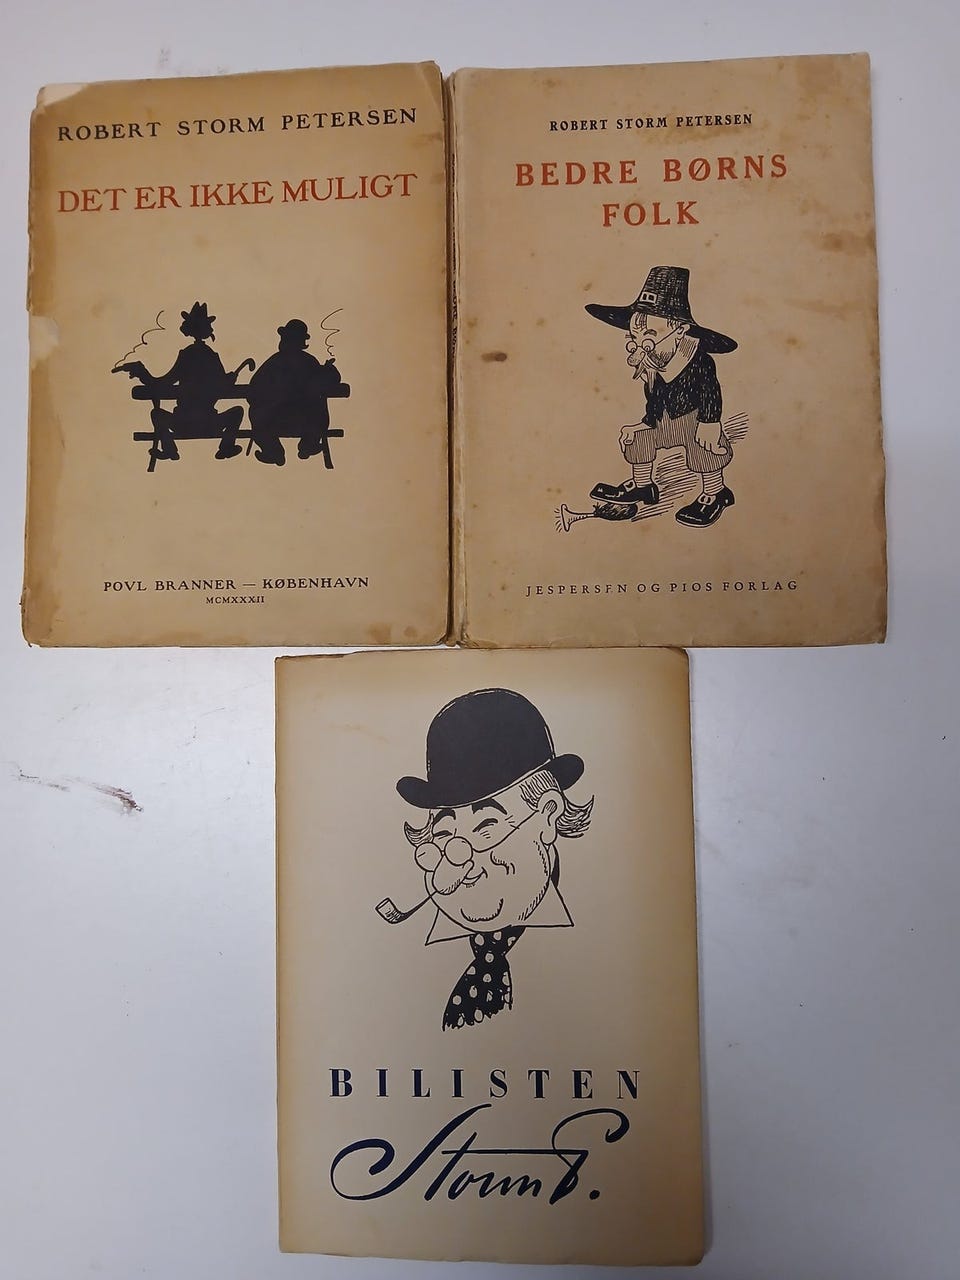 ROBERT STORM PETERSEN
DET ER IKKE MULIGT
POVL BRANNER — KØBENHAVN
MCMXXXII
ROBERT STORM PETERSEN
BEDRE BØRNS
FOLK
JESPERSEN OG PIOS FORLAG
BILISTEN
Storm P.